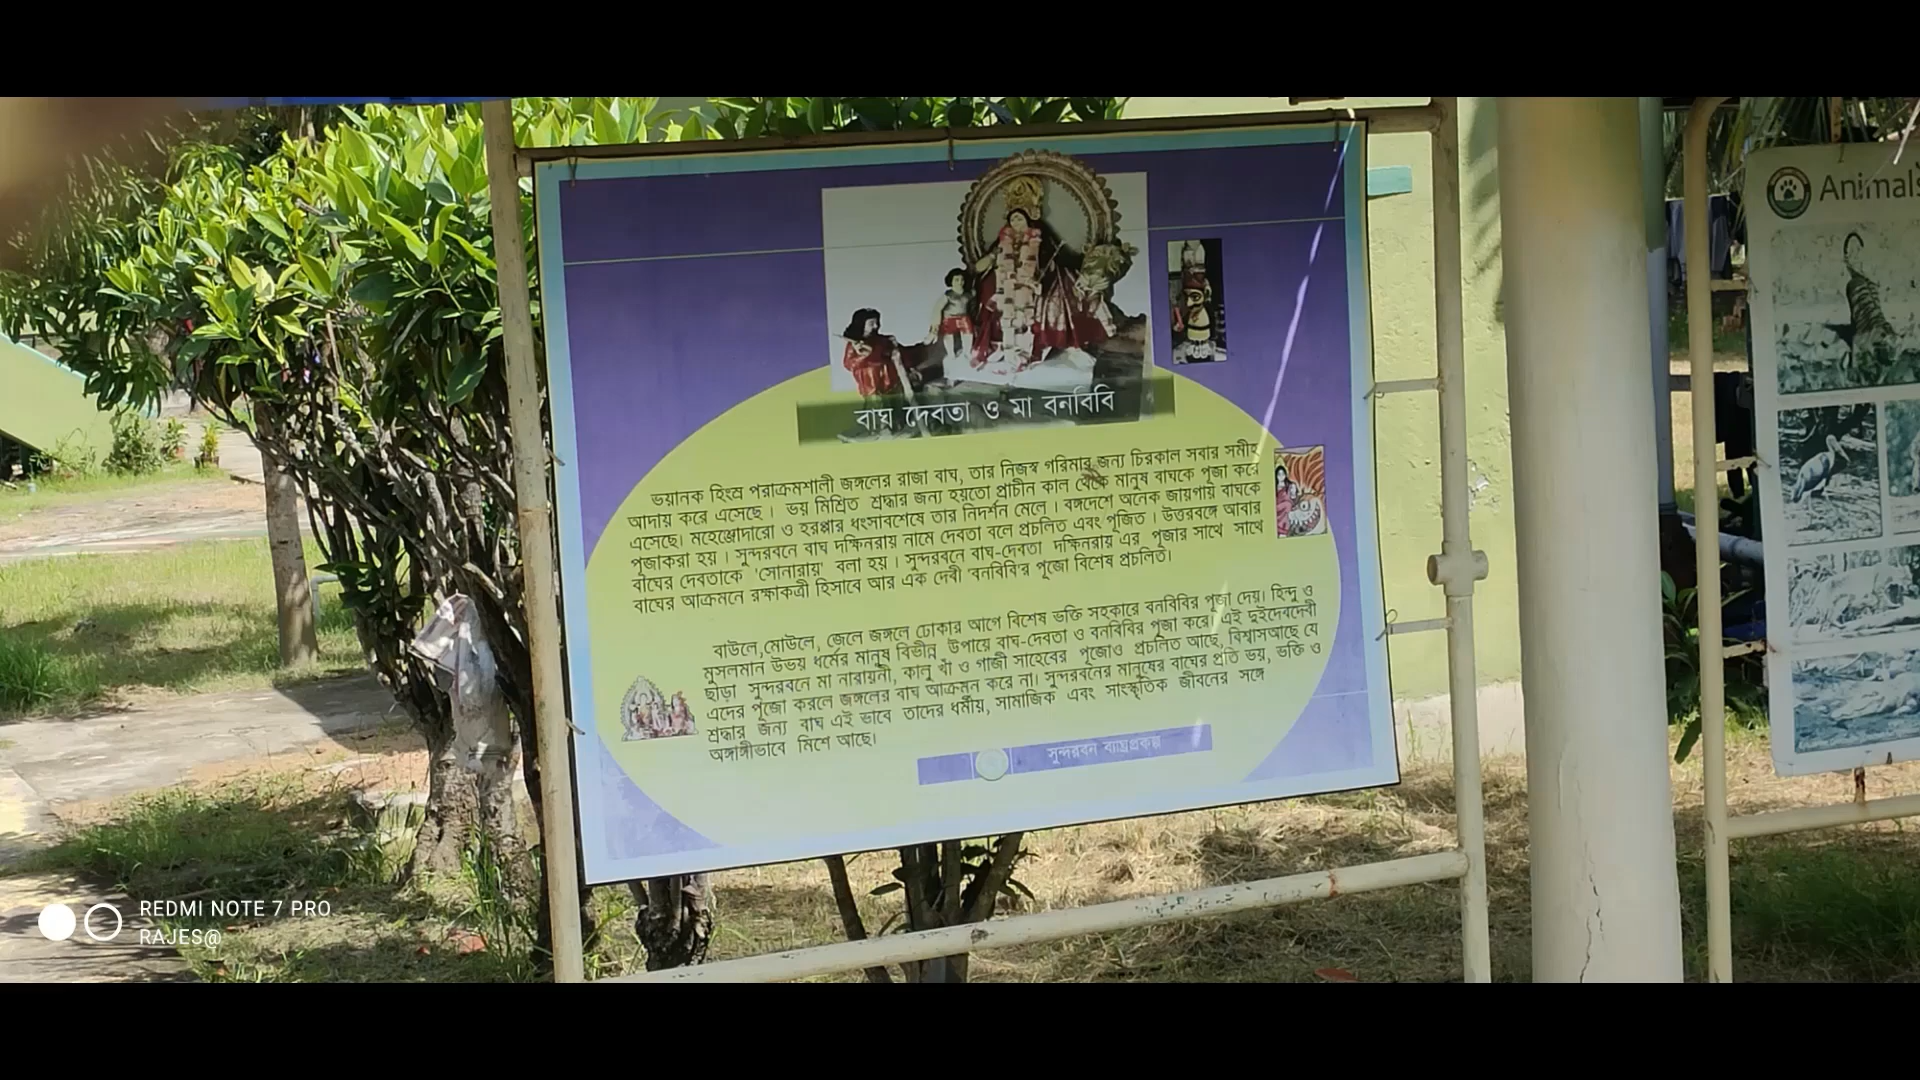 বাঘ দেবতা ও মা বনবিবি
ভয়ানক হিংস্র পরাক্রমশালী জঙ্গলের রাজা বাঘ, তার নিজস্ব গরিমার জন্য চিরকাল সবার সমীহ
আদায় করে এসেছে। ভয় মিশ্রিত শ্রদ্ধার জন্য হয়তো প্রাচীন কাল থেকে মানুষ বাঘকে পূজা করে
এসেছে। মহেঞ্জোদারো ও হরপ্পার ধংসাবশেষে তার নিদর্শন মেলে। বঙ্গদেশে অনেক জায়গায় বাঘকে
পূজাকরা হয়। সুন্দরবনে বাঘ দক্ষিনরায় নামে দেবতা বলে প্রচলিত এবং পূজিত। উত্তরবঙ্গে আবার
বাঘের দেবতাকে 'সোনারায়' বলা হয়। সুন্দরবনে বাঘ-দেবতা দক্ষিনরায় এর পূজার সাথে সাথে
বাঘের আক্রমনে রক্ষাকত্রী হিসাবে আর এক দেবী 'বনবিবি'র পূজো বিশেষ প্রচলিত।
বাউলে,মোউলে, জেলে জঙ্গলে ঢোকার আগে বিশেষ ভক্তি সহকারে বনবিবির পূজা দেয়। হিন্দু ও
মুসলমান উভয় ধর্মের মানুষ বিভীন্ন উপায়ে বাঘ-দেবতা ও বনবিবির পূজা করে। এই দুইদেবদেবী
ছাড়া সুন্দরবনে মা নারায়নী, কালু খাঁ ও গাজী সাহেবের পূজোও প্রচলিত আছে, বিশ্বাসআছে যে
এদের পূজো করলে জঙ্গলের বাঘ আক্রমন করে না। সুন্দরবনের মানুষের বাঘের প্রতি ভয়, ভক্তি ও
শ্রদ্ধার জন্য বাঘ এই ভাবে তাদের ধর্মীয়, সামাজিক এবং সাংস্কৃতিক জীবনের সঙ্গে
অঙ্গাঙ্গীভাবে মিশে আছে।
সুন্দরবন ব্যাঘ্রপ্রকল্প
Animals
REDMI NOTE 7 PRO
RAJES@